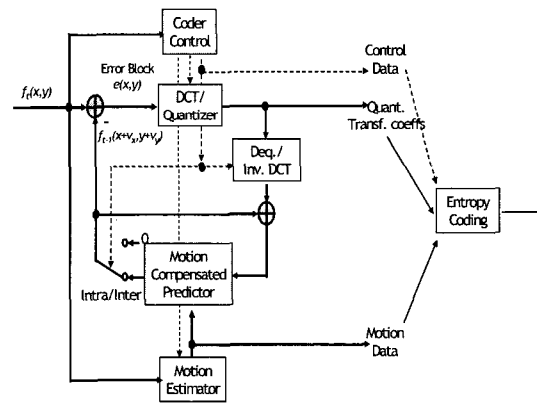 Coder
Control
Control
Data
Error Block
e(x,y)
f_t(x,y)
DCT/
Quantizer
Quant.
Transf. coeffs
-
f_{t-1}(x+v_x,y+v_y)
Deq./
Inv. DCT
Entropy
Coding
0
Motion
Compensated
Predictor
Intra/Inter
Motion
Data
Motion
Estimator